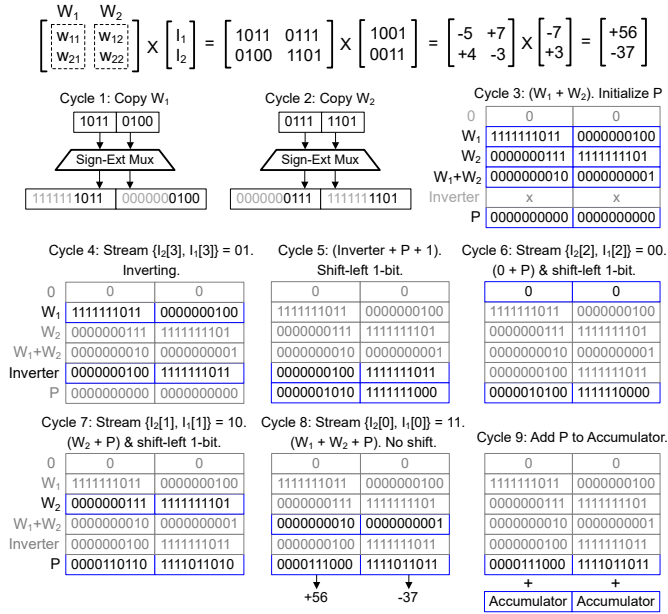 W₁ W₂
[w₁₁ w₁₂ w₂₁ w₂₂] X [I₁ I₂] = [1011 0111 0100 1101] X [1001 0011] = [-5 +7 +4 -3] X [-7 +3] = [+56 -37]
Cycle 1: Copy W₁
1011 0100
Sign-Ext Mux
1111111011 0000000100
Cycle 2: Copy W₂
0111 1101
Sign-Ext Mux
0000000111 1111111101
Cycle 3: (W₁ + W₂). Initialize P
0 0 0
W₁ 1111111011 0000000100
W₂ 0000000111 1111111101
W₁+W₂ 0000000010 0000000001
Inverter x x
P 0000000000 0000000000
Cycle 4: Stream {I₂[3], I₁[3]} = 01.
Inverting.
0 0 0
W₁ 1111111011 0000000100
W₂ 0000000111 1111111101
W₁+W₂ 0000000010 0000000001
Inverter 0000000100 1111111011
P 0000000000 0000000000
Cycle 5: (Inverter + P + 1).
Shift-left 1-bit.
0 0
1111111011 0000000100
0000000111 1111111101
0000000010 0000000001
0000000100 1111111011
0000001010 1111111000
Cycle 6: Stream {I₂[2], I₁[2]} = 00.
(0 + P) & shift-left 1-bit.
0 0
1111111011 0000000100
0000000111 1111111101
0000000010 0000000001
0000000100 1111111011
0000010100 1111110000
Cycle 7: Stream {I₂[1], I₁[1]} = 10.
(W₂ + P) & shift-left 1-bit.
0 0 0
W₁ 1111111011 0000000100
W₂ 0000000111 1111111101
W₁+W₂ 0000000010 0000000001
Inverter 0000000100 1111111011
P 0000110110 1111011010
Cycle 8: Stream {I₂[0], I₁[0]} = 11.
(W₁ + W₂ + P). No shift.
0 0
1111111011 0000000100
0000000111 1111111101
0000000010 0000000001
0000000100 1111111011
0000111000 1111011011
+56 -37
Cycle 9: Add P to Accumulator.
0 0
1111111011 0000000100
0000000111 1111111101
0000000010 0000000001
0000000100 1111111011
0000111000 1111011011
+ +
Accumulator Accumulator